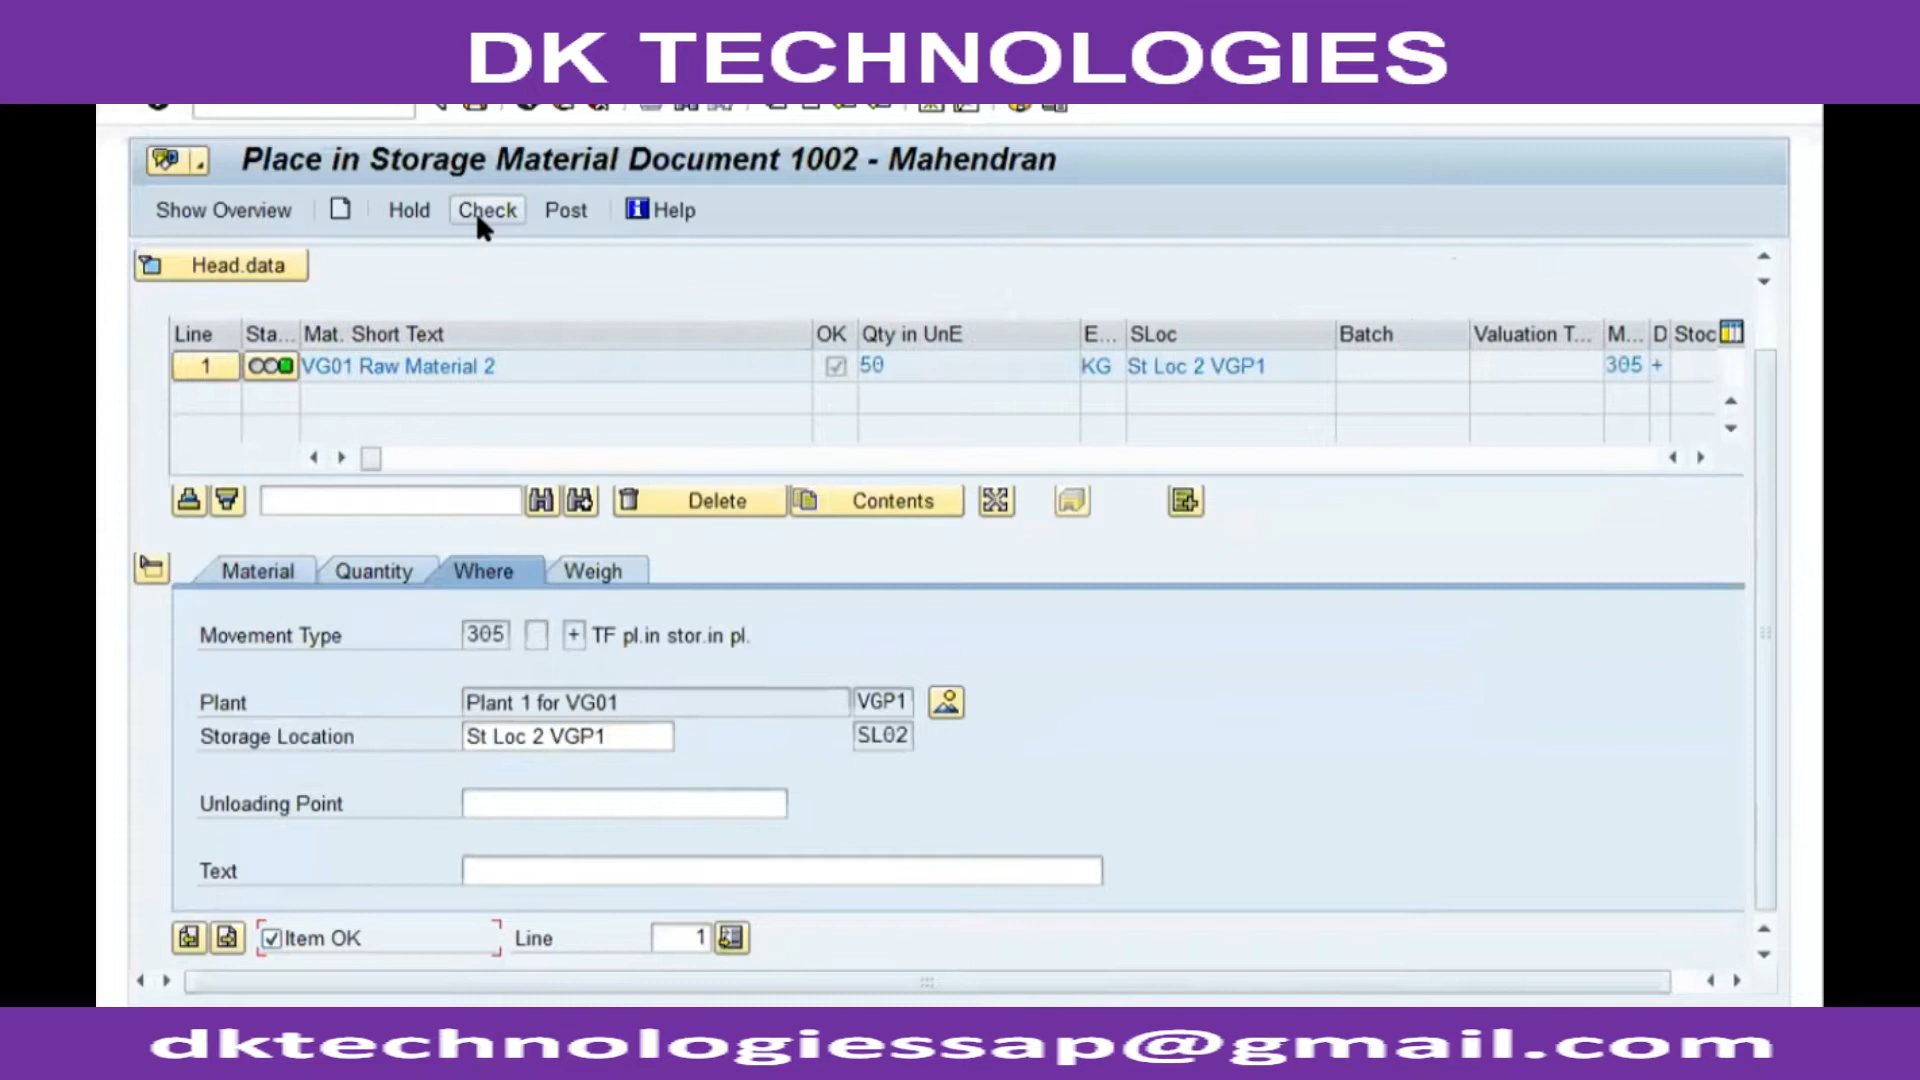 DK TECHNOLOGIES
Place in Storage Material Document 1002 - Mahendran
Show Overview Hold Check Post Help
Head.data
Line Sta... Mat. Short Text OK Qty in UnE E... SLoc Batch Valuation T... M... D Stoc
1 VG01 Raw Material 2 50 KG St Loc 2 VGP1 305 +
Delete Contents
Material Quantity Where Weigh
Movement Type 305 + TF pl.in stor.in pl.
Plant Plant 1 for VG01 VGP1
Storage Location St Loc 2 VGP1 SL02
Unloading Point
Text
Item OK Line 1
dktechnologiessap@gmail.com